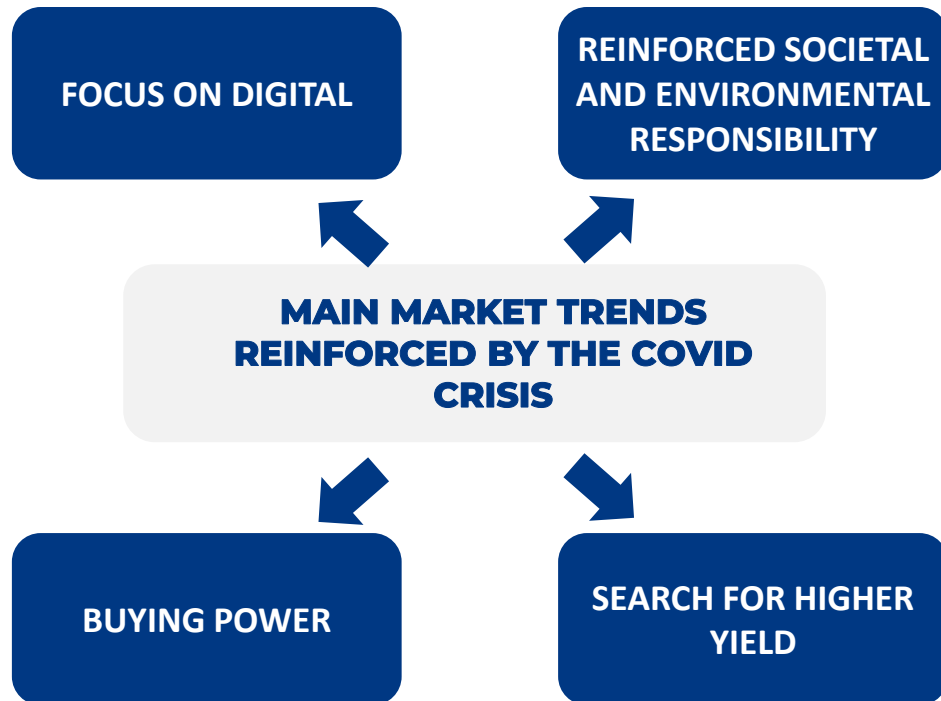 FOCUS ON DIGITAL
REINFORCED SOCIETAL
AND ENVIRONMENTAL
RESPONSIBILITY
MAIN MARKET TRENDS
REINFORCED BY THE COVID
CRISIS
BUYING POWER
SEARCH FOR HIGHER
YIELD